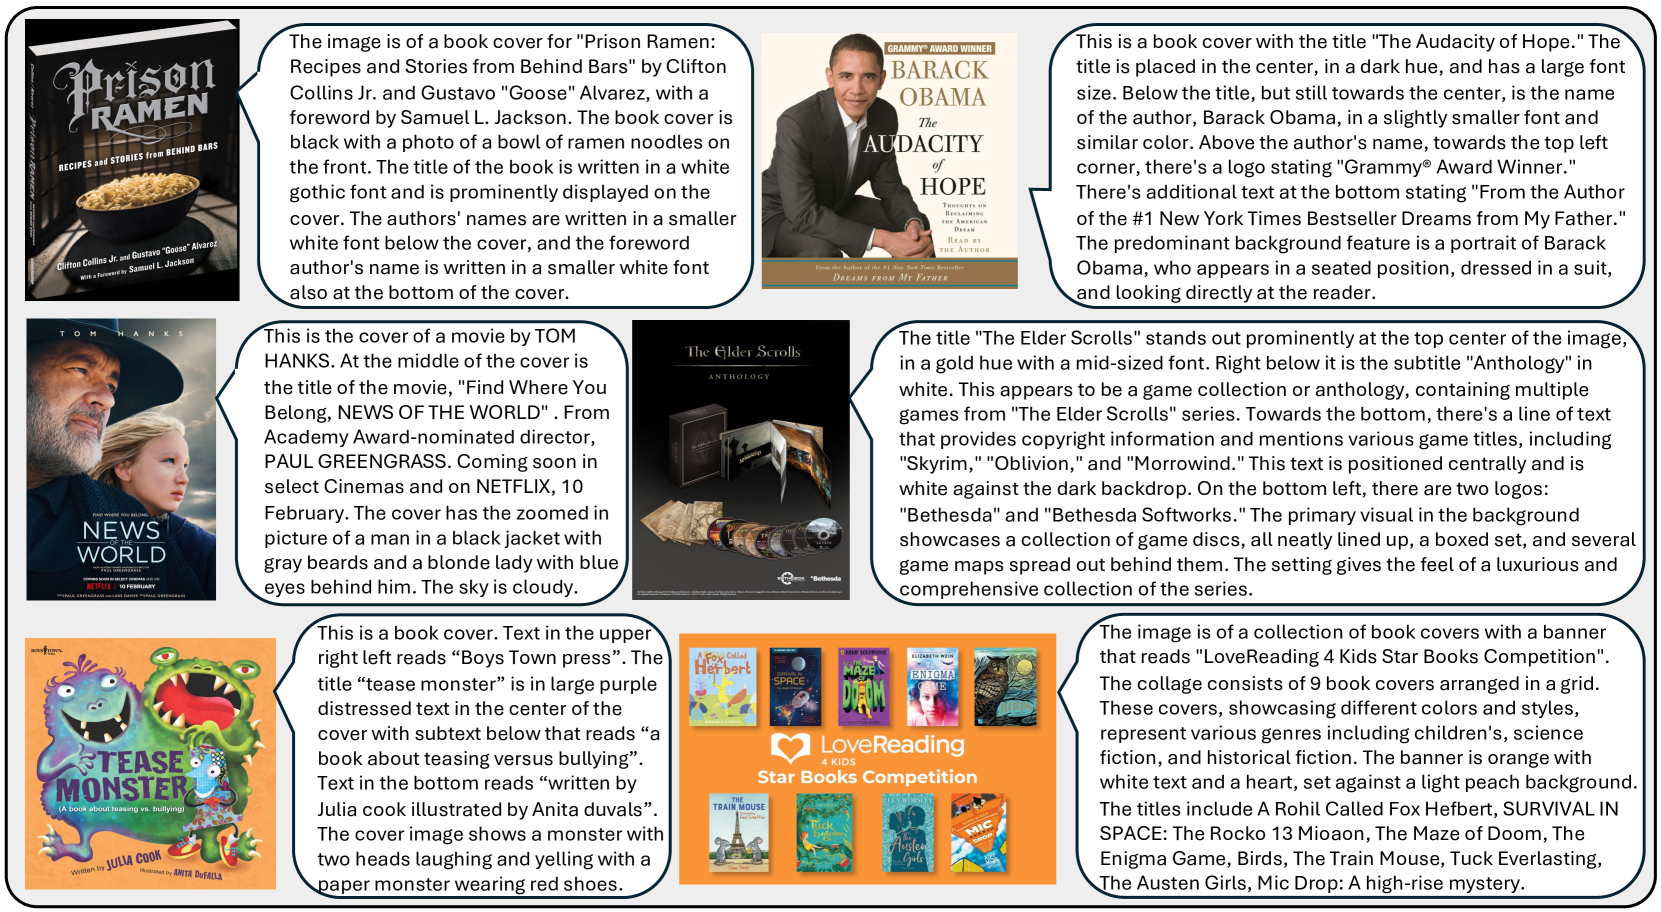 Prison
RAMEN
RECIPES and STORIES from BEHIND BARS
Clifton Collins Jr. and Gustavo "Goose" Alvarez
With a Foreword by Samuel L. Jackson
The image is of a book cover for "Prison Ramen:
Recipes and Stories from Behind Bars" by Clifton
Collins Jr. and Gustavo "Goose" Alvarez, with a
foreword by Samuel L. Jackson. The book cover is
black with a photo of a bowl of ramen noodles on
the front. The title of the book is written in a white
gothic font and is prominently displayed on the
cover. The authors' names are written in a smaller
white font below the cover, and the foreword
author's name is written in a smaller white font
also at the bottom of the cover.
GRAMMY® AWARD WINNER
BARACK
OBAMA
The
AUDACITY
of
HOPE
THOUGHTS ON
RECLAIMING
THE AMERICAN
DREAM
READ BY
THE AUTHOR
From the Author of the #1 New York Times Bestseller
DREAMS FROM MY FATHER
This is a book cover with the title "The Audacity of Hope." The
title is placed in the center, in a dark hue, and has a large font
size. Below the title, but still towards the center, is the name
of the author, Barack Obama, in a slightly smaller font and
similar color. Above the author's name, towards the top left
corner, there's a logo stating "Grammy® Award Winner."
There's additional text at the bottom stating "From the Author
of the #1 New York Times Bestseller Dreams from My Father."
The predominant background feature is a portrait of Barack
Obama, who appears in a seated position, dressed in a suit,
and looking directly at the reader.
TOM HANKS
FIND WHERE YOU BELONG
NEWS
OF THE
WORLD
PAUL GREENGRASS
COMING SOON IN SELECT CINEMAS AND ON
NETFLIX | 10 FEBRUARY
This is the cover of a movie by TOM
HANKS. At the middle of the cover is
the title of the movie, "Find Where You
Belong, NEWS OF THE WORLD" . From
Academy Award-nominated director,
PAUL GREENGRASS. Coming soon in
select Cinemas and on NETFLIX, 10
February. The cover has the zoomed in
picture of a man in a black jacket with
gray beards and a blonde lady with blue
eyes behind him. The sky is cloudy.
The Elder Scrolls
ANTHOLOGY
BETHESDA
Bethesda
The title "The Elder Scrolls" stands out prominently at the top center of the image,
in a gold hue with a mid-sized font. Right below it is the subtitle "Anthology" in
white. This appears to be a game collection or anthology, containing multiple
games from "The Elder Scrolls" series. Towards the bottom, there's a line of text
that provides copyright information and mentions various game titles, including
"Skyrim," "Oblivion," and "Morrowind." This text is positioned centrally and is
white against the dark backdrop. On the bottom left, there are two logos:
"Bethesda" and "Bethesda Softworks." The primary visual in the background
showcases a collection of game discs, all neatly lined up, a boxed set, and several
game maps spread out behind them. The setting gives the feel of a luxurious and
comprehensive collection of the series.
BOYS TOWN
TEASE
MONSTER
(A book about teasing vs. bullying)
Written by JULIA COOK
Illustrated by ANITA DUFALLA
This is a book cover. Text in the upper
right left reads “Boys Town press”. The
title “tease monster” is in large purple
distressed text in the center of the
cover with subtext below that reads “a
book about teasing versus bullying”.
Text in the bottom reads “written by
Julia cook illustrated by Anita duvals”.
The cover image shows a monster with
two heads laughing and yelling with a
paper monster wearing red shoes.
A Fox Called
Herbert
SURVIVAL IN
SPACE
THE
MAZE
OF
DOOM
ELIZABETH WEIN
THE
ENIGMA
GAME
BIRDS
LoveReading
4 KIDS
Star Books Competition
THE
TRAIN MOUSE
Tuck
Everlasting
LUCY WORSLEY
The
Austen
Girls
MIC
DROP
The image is of a collection of book covers with a banner
that reads "LoveReading 4 Kids Star Books Competition".
The collage consists of 9 book covers arranged in a grid.
These covers, showcasing different colors and styles,
represent various genres including children's, science
fiction, and historical fiction. The banner is orange with
white text and a heart, set against a light peach background.
The titles include A Rohil Called Fox Hefbert, SURVIVAL IN
SPACE: The Rocko 13 Mioaon, The Maze of Doom, The
Enigma Game, Birds, The Train Mouse, Tuck Everlasting,
The Austen Girls, Mic Drop: A high-rise mystery.